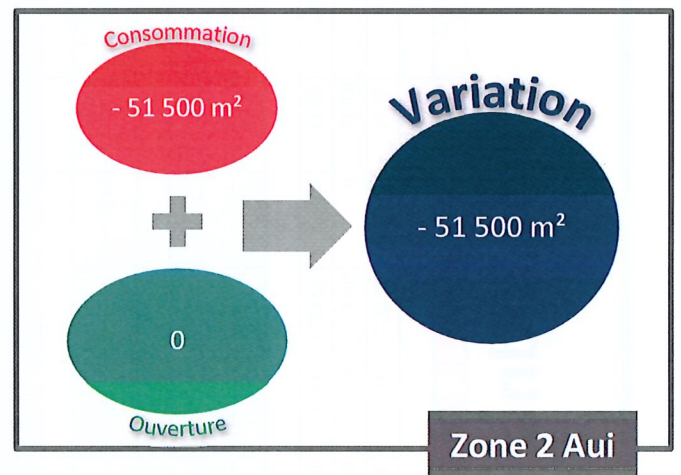 Consommation
- 51 500 m²
+
0
Ouverture
Variation
- 51 500 m²
Zone 2 Aui